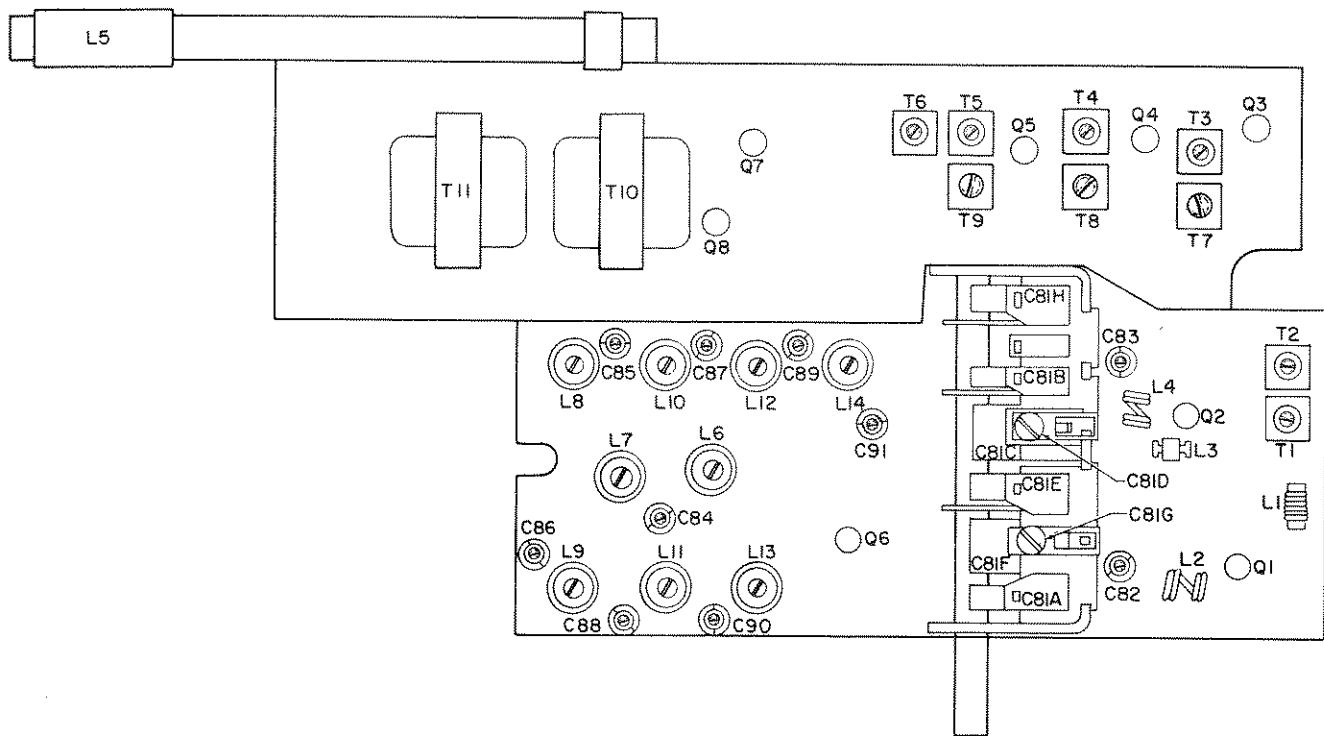 L5
T6 T5 T4 Q4 T3 Q3
Q5
Q7
T11 T10
T9 T8
Q8 T7
C81H
C83 T2
C85 C87 C89 C81B L4
L8 L10 L12 L14
Q2
L7 L6 C91 C81C L3 T1
C81D
C81E
C84 C81G L1
C86 Q6
L9 L11 L13 C81F L2 Q1
C82
C81A
C88 C90